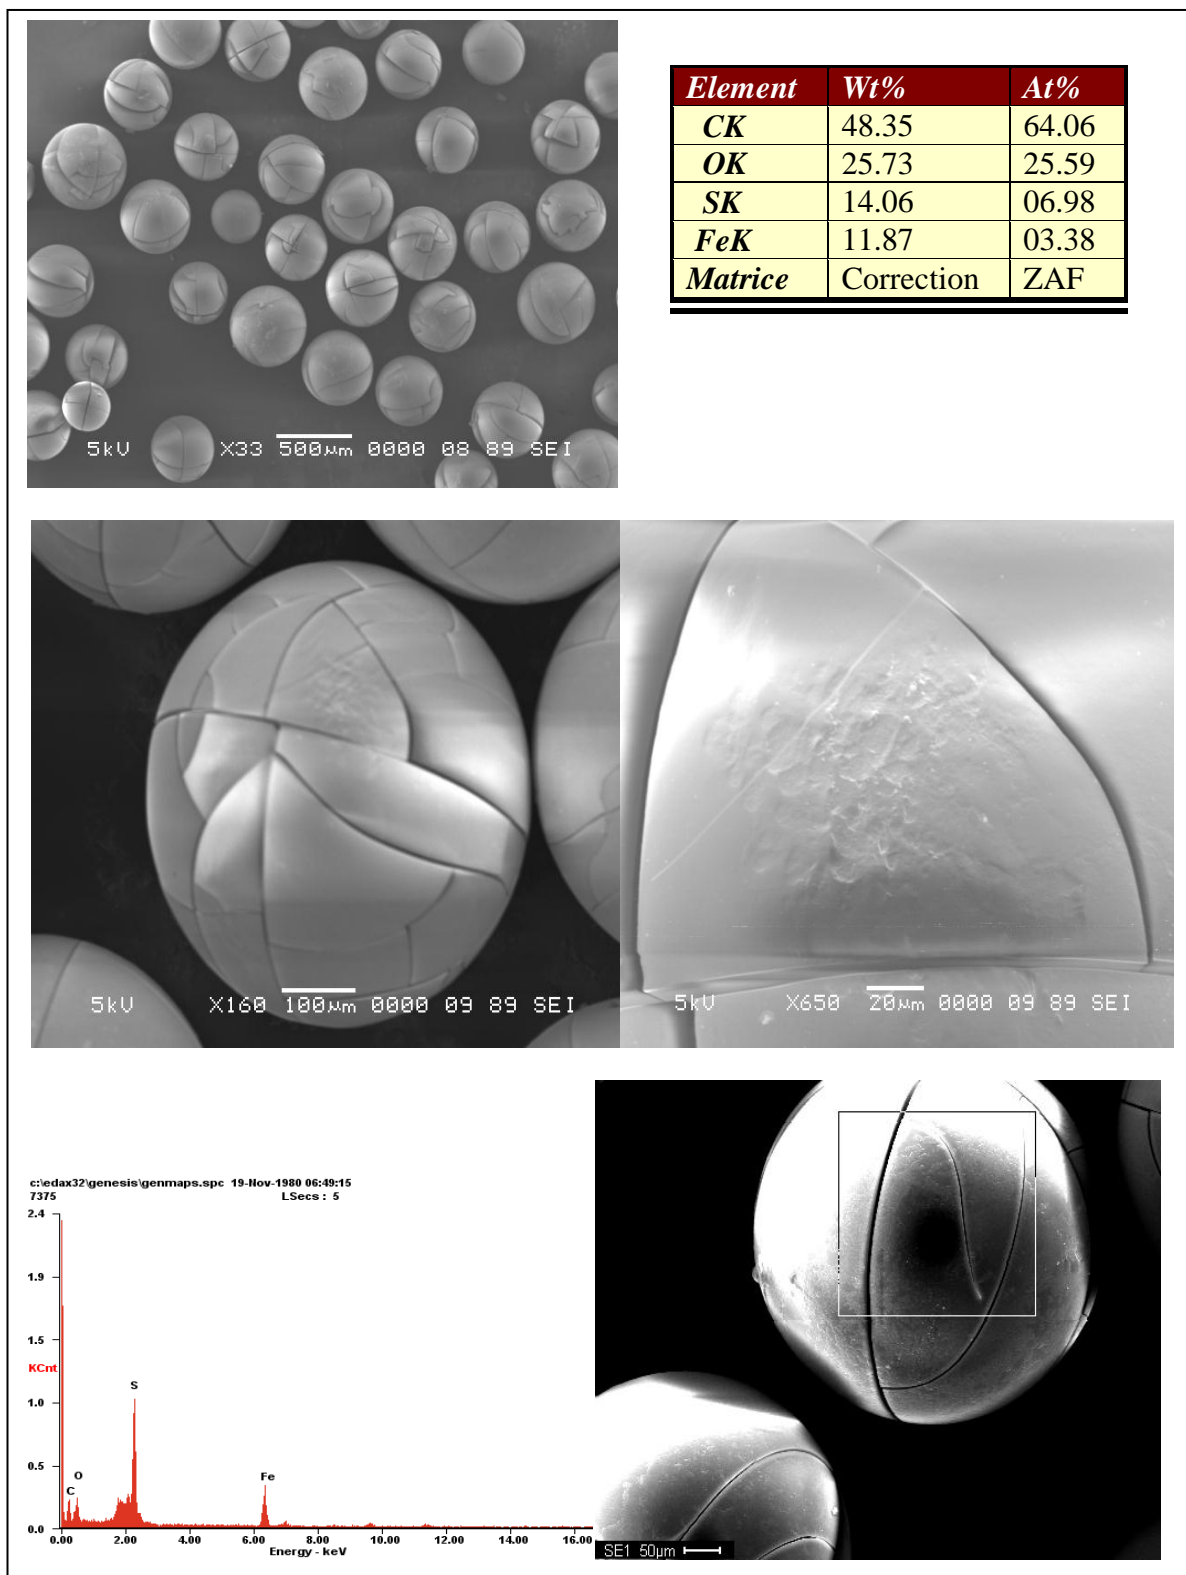 Element Wt% At%
CK 48.35 64.06
OK 25.73 25.59
SK 14.06 06.98
FeK 11.87 03.38
Matrice Correction ZAF
5kV X33 500µm 0000 08 89 SEI
5kV X160 100µm 0000 09 89 SEI
5kV X650 20µm 0000 09 89 SEI
c:\edax32\genesis\genmaps.spc 19-Nov-1980 06:49:15
7375 LSecs : 5
2.4
1.9
1.5
KCnt
S
1.0
0.5
O
Fe
C
0.0
0.00 2.00 4.00 6.00 8.00 10.00 12.00 14.00 16.00
Energy - keV
SE1 50µm